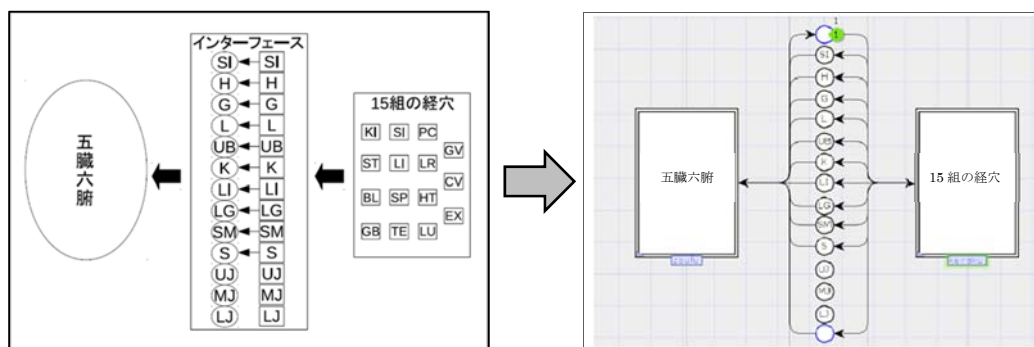 インターフェース
SI SI
H H
G G
L L
UB UB
K K
LI LI
LG LG
SM SM
S S
UJ UJ
MJ MJ
LJ LJ
五臓六腑
15組の経穴
KI SI PC
GV
ST LI LR
CV
BL SP HT
EX
GB TE LU
1
1
SI
H
G
L
UB
K
LI
LG
SM
S
UJ
MJ
LJ
五臓六腑
15組の経穴